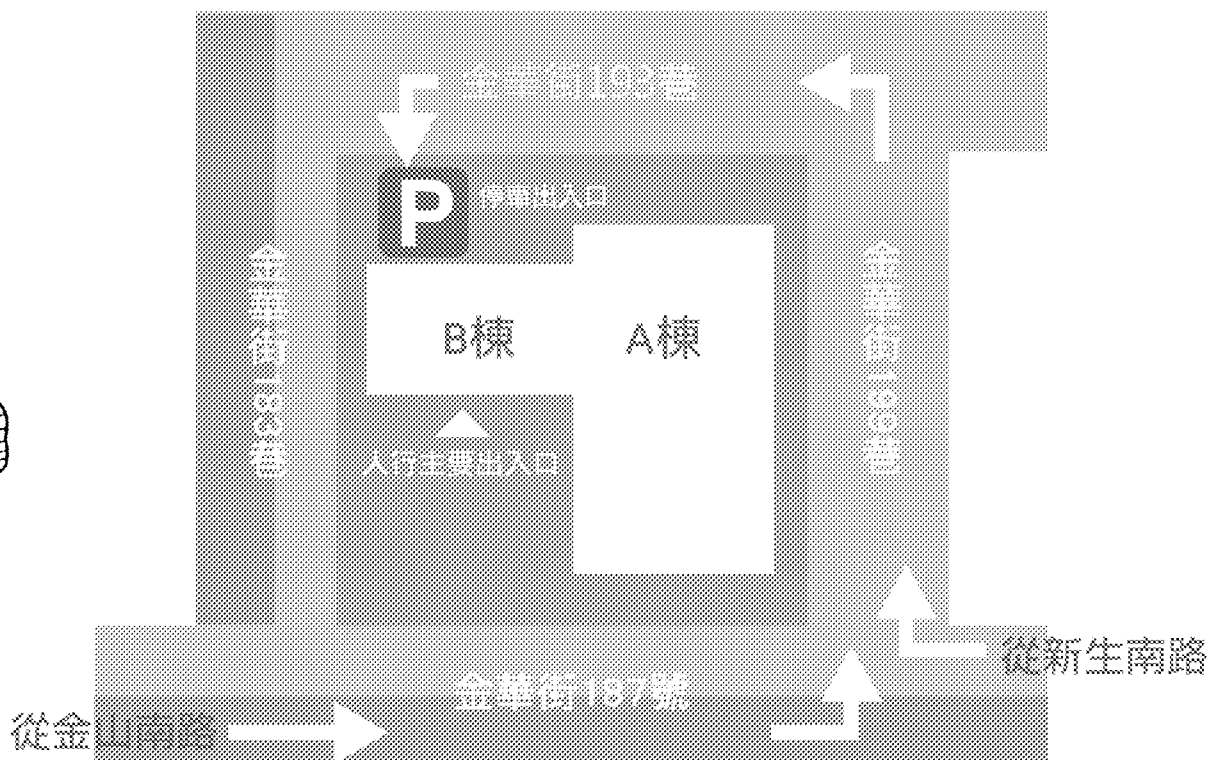 金華街193巷
停車出入口
金華街183巷
金華街189巷
B棟
A棟
人行主要出入口
從新生南路
金華街187號
從金山南路
P